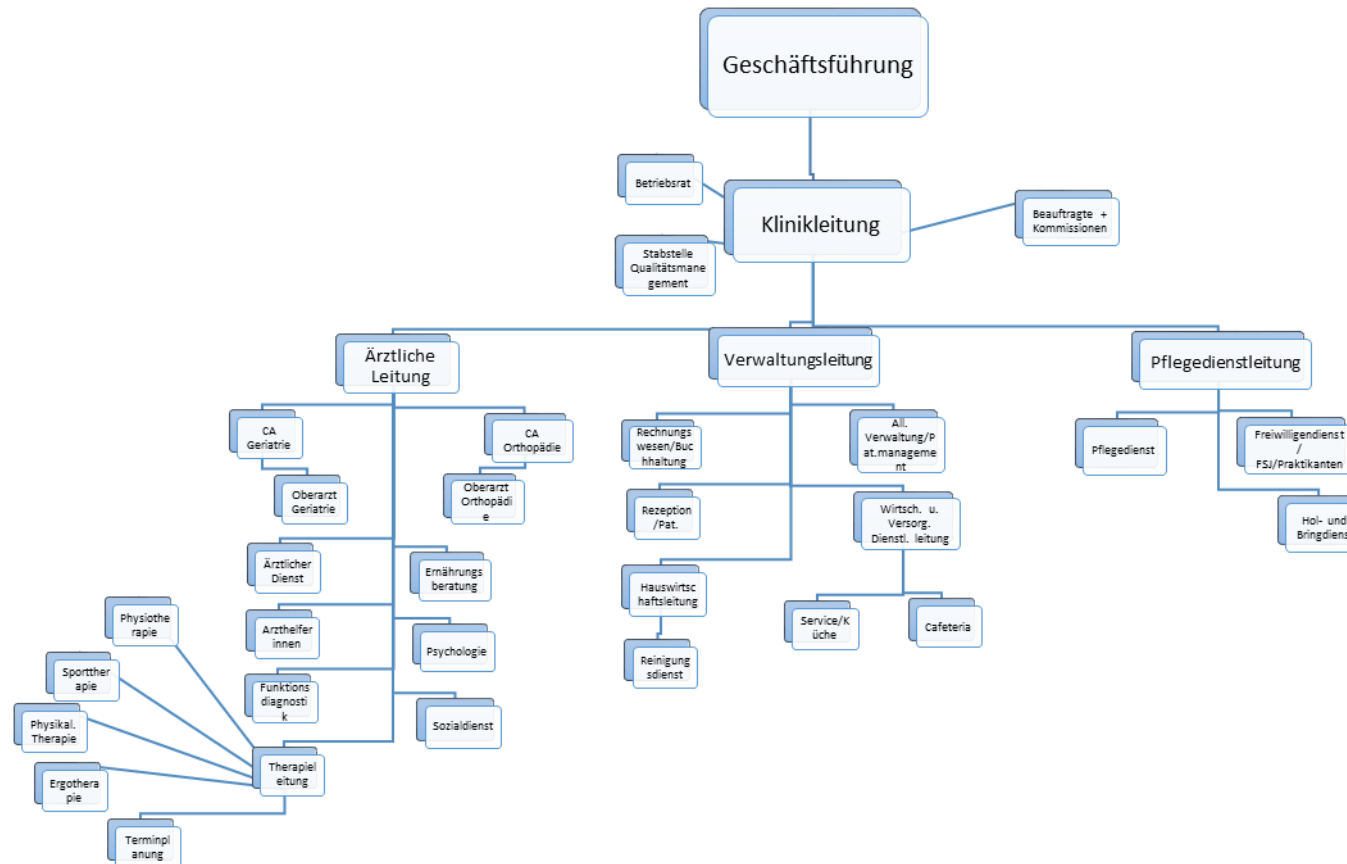 Geschäftsführung
Betriebsrat
Klinikleitung
Beauftragte +
Kommissionen
Stabstelle
Qualitätsmane
gement
Ärztliche
Leitung
Verwaltungsleitung
Pflegedienstleitung
CA
Geriatrie
CA
Orthopädie
Oberarzt
Geriatrie
Oberarzt
Orthopädi
e
Ärztlicher
Dienst
Ernährungs
beratung
Arzthelfer
innen
Psychologie
Funktions
diagnosti
k
Sozialdienst
Therapiel
eitung
Physiothe
rapie
Sportther
apie
Physikal.
Therapie
Ergothera
pie
Terminpl
anung
Rechnungs
wesen/Buc
hhaltung
All.
Verwaltung/P
at.manageme
nt
Rezeption
/Pat.
Wirtsch. u.
Versorg.
Dienstl. leitung
Hauswirtsc
haftsleitung
Reinigung
sdienst
Service/K
üche
Cafeteria
Pflegedienst
Freiwilligendienst
/
FSJ/Praktikanten
Hol- und
Bringdiens